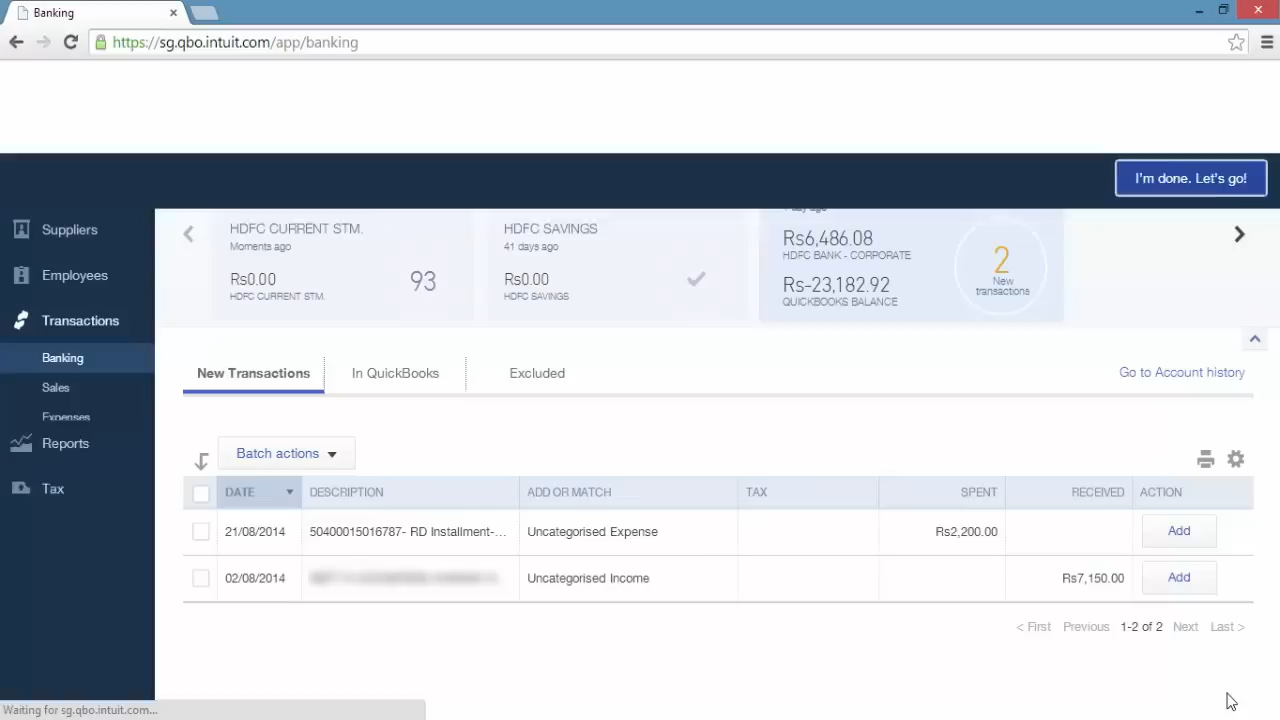 Banking
https://sg.qbo.intuit.com/app/banking
I'm done. Let's go!
Suppliers
Employees
Transactions
Banking
Sales
Expenses
Reports
Tax
HDFC CURRENT STM.
Moments ago
Rs0.00
HDFC CURRENT STM.
93
HDFC SAVINGS
41 days ago
Rs0.00
HDFC SAVINGS
1 day ago
Rs6,486.08
HDFC BANK - CORPORATE
Rs-23,182.92
QUICKBOOKS BALANCE
2
New
transactions
New Transactions In QuickBooks Excluded Go to Account history
Batch actions
DATE DESCRIPTION ADD OR MATCH TAX SPENT RECEIVED ACTION
21/08/2014 50400015016787- RD Installment-... Uncategorised Expense Rs2,200.00 Add
02/08/2014 Uncategorised Income Rs7,150.00 Add
< First Previous 1-2 of 2 Next Last >
Waiting for sg.qbo.intuit.com...